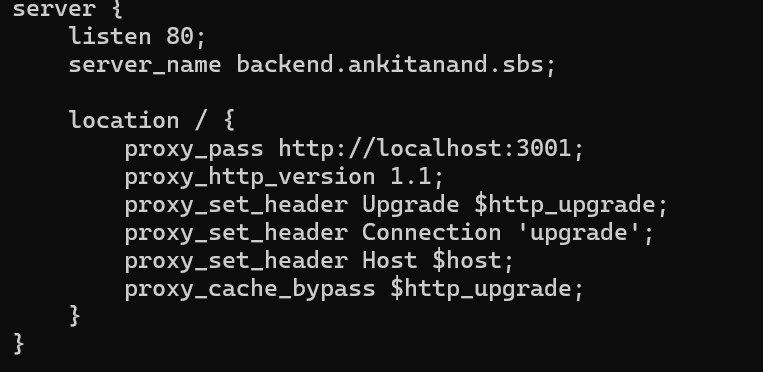 server {
    listen 80;
    server_name backend.ankitanand.sbs;

    location / {
        proxy_pass http://localhost:3001;
        proxy_http_version 1.1;
        proxy_set_header Upgrade $http_upgrade;
        proxy_set_header Connection 'upgrade';
        proxy_set_header Host $host;
        proxy_cache_bypass $http_upgrade;
    }
}